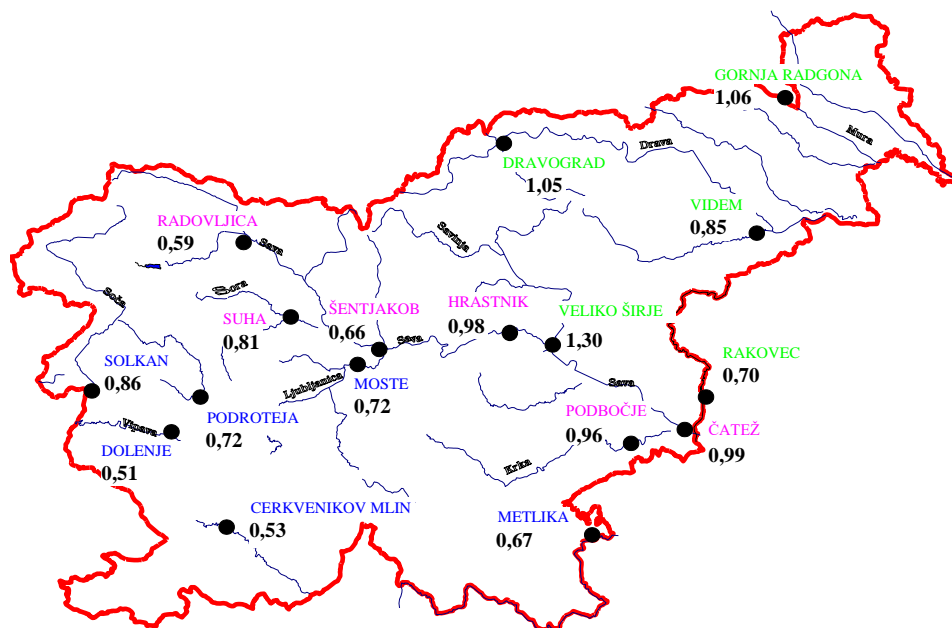 GORNJA RADGONA
1,06
Mura
Drava
DRAVOGRAD
1,05
VIDEM
0,85
RADOVLJICA
0,59
Sava
Savinja
Soča
Sora
SUHA
0,81
ŠENTJAKOB
0,66
Sava
HRASTNIK
0,98
VELIKO ŠIRJE
1,30
SOLKAN
0,86
Ljubljanica
MOSTE
0,72
Sava
RAKOVEC
0,70
Vipava
PODROTEJA
0,72
PODBOČJE
0,96
ČATEŽ
0,99
DOLENJE
0,51
Krka
CERKVENIKOV MLIN
0,53
METLIKA
0,67